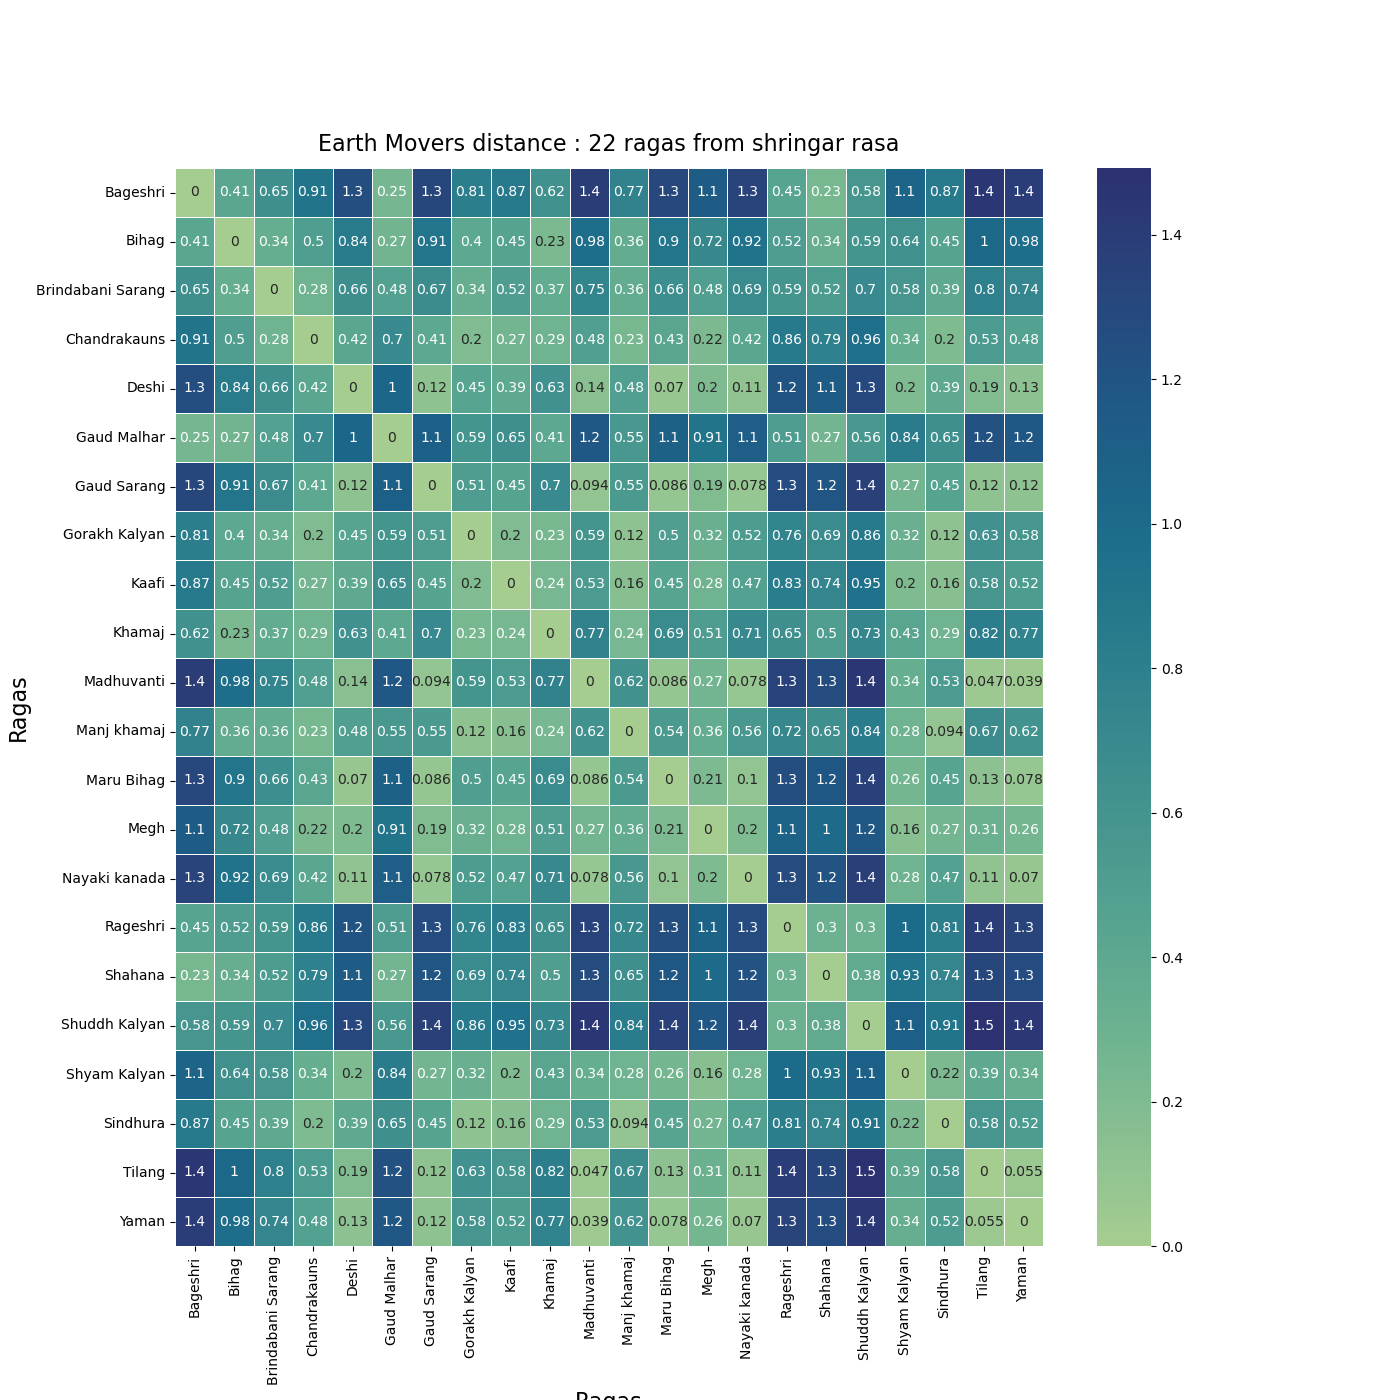 Earth Movers distance : 22 ragas from shringar rasa
Ragas
Bageshri 0 0.41 0.65 0.91 1.3 0.25 1.3 0.81 0.87 0.62 1.4 0.77 1.3 1.1 1.3 0.45 0.23 0.58 1.1 0.87 1.4 1.4
Bihag 0.41 0 0.34 0.5 0.84 0.27 0.91 0.4 0.45 0.23 0.98 0.36 0.9 0.72 0.92 0.52 0.34 0.59 0.64 0.45 1 0.98
Brindabani Sarang 0.65 0.34 0 0.28 0.66 0.48 0.67 0.34 0.52 0.37 0.75 0.36 0.66 0.48 0.69 0.59 0.52 0.7 0.58 0.39 0.8 0.74
Chandrakauns 0.91 0.5 0.28 0 0.42 0.7 0.41 0.2 0.27 0.29 0.48 0.23 0.43 0.22 0.42 0.86 0.79 0.96 0.34 0.2 0.53 0.48
Deshi 1.3 0.84 0.66 0.42 0 1 0.12 0.45 0.39 0.63 0.14 0.48 0.07 0.2 0.11 1.2 1.1 1.3 0.2 0.39 0.19 0.13
Gaud Malhar 0.25 0.27 0.48 0.7 1 0 1.1 0.59 0.65 0.41 1.2 0.55 1.1 0.91 1.1 0.51 0.27 0.56 0.84 0.65 1.2 1.2
Gaud Sarang 1.3 0.91 0.67 0.41 0.12 1.1 0 0.51 0.45 0.7 0.094 0.55 0.086 0.19 0.078 1.3 1.2 1.4 0.27 0.45 0.12 0.12
Gorakh Kalyan 0.81 0.4 0.34 0.2 0.45 0.59 0.51 0 0.2 0.23 0.59 0.12 0.5 0.32 0.52 0.76 0.69 0.86 0.32 0.12 0.63 0.58
Kaafi 0.87 0.45 0.52 0.27 0.39 0.65 0.45 0.2 0 0.24 0.53 0.16 0.45 0.28 0.47 0.83 0.74 0.95 0.2 0.16 0.58 0.52
Khamaj 0.62 0.23 0.37 0.29 0.63 0.41 0.7 0.23 0.24 0 0.77 0.24 0.69 0.51 0.71 0.65 0.5 0.73 0.43 0.29 0.82 0.77
Madhuvanti 1.4 0.98 0.75 0.48 0.14 1.2 0.094 0.59 0.53 0.77 0 0.62 0.086 0.27 0.078 1.3 1.3 1.4 0.34 0.53 0.047 0.039
Manj khamaj 0.77 0.36 0.36 0.23 0.48 0.55 0.55 0.12 0.16 0.24 0.62 0 0.54 0.36 0.56 0.72 0.65 0.84 0.28 0.094 0.67 0.62
Maru Bihag 1.3 0.9 0.66 0.43 0.07 1.1 0.086 0.5 0.45 0.69 0.086 0.54 0 0.21 0.1 1.3 1.2 1.4 0.26 0.45 0.13 0.078
Megh 1.1 0.72 0.48 0.22 0.2 0.91 0.19 0.32 0.28 0.51 0.27 0.36 0.21 0 0.2 1.1 1 1.2 0.16 0.27 0.31 0.26
Nayaki kanada 1.3 0.92 0.69 0.42 0.11 1.1 0.078 0.52 0.47 0.71 0.078 0.56 0.1 0.2 0 1.3 1.2 1.4 0.28 0.47 0.11 0.07
Rageshri 0.45 0.52 0.59 0.86 1.2 0.51 1.3 0.76 0.83 0.65 1.3 0.72 1.3 1.1 1.3 0 0.3 0.3 1 0.81 1.4 1.3
Shahana 0.23 0.34 0.52 0.79 1.1 0.27 1.2 0.69 0.74 0.5 1.3 0.65 1.2 1 1.2 0.3 0 0.38 0.93 0.74 1.3 1.3
Shuddh Kalyan 0.58 0.59 0.7 0.96 1.3 0.56 1.4 0.86 0.95 0.73 1.4 0.84 1.4 1.2 1.4 0.3 0.38 0 1.1 0.91 1.5 1.4
Shyam Kalyan 1.1 0.64 0.58 0.34 0.2 0.84 0.27 0.32 0.2 0.43 0.34 0.28 0.26 0.16 0.28 1 0.93 1.1 0 0.22 0.39 0.34
Sindhura 0.87 0.45 0.39 0.2 0.39 0.65 0.45 0.12 0.16 0.29 0.53 0.094 0.45 0.27 0.47 0.81 0.74 0.91 0.22 0 0.58 0.52
Tilang 1.4 1 0.8 0.53 0.19 1.2 0.12 0.63 0.58 0.82 0.047 0.67 0.13 0.31 0.11 1.4 1.3 1.5 0.39 0.58 0 0.055
Yaman 1.4 0.98 0.74 0.48 0.13 1.2 0.12 0.58 0.52 0.77 0.039 0.62 0.078 0.26 0.07 1.3 1.3 1.4 0.34 0.52 0.055 0
Bageshri
Bihag
Brindabani Sarang
Chandrakauns
Deshi
Gaud Malhar
Gaud Sarang
Gorakh Kalyan
Kaafi
Khamaj
Madhuvanti
Manj khamaj
Maru Bihag
Megh
Nayaki kanada
Rageshri
Shahana
Shuddh Kalyan
Shyam Kalyan
Sindhura
Tilang
Yaman
Ragas
1.4
1.2
1.0
0.8
0.6
0.4
0.2
0.0